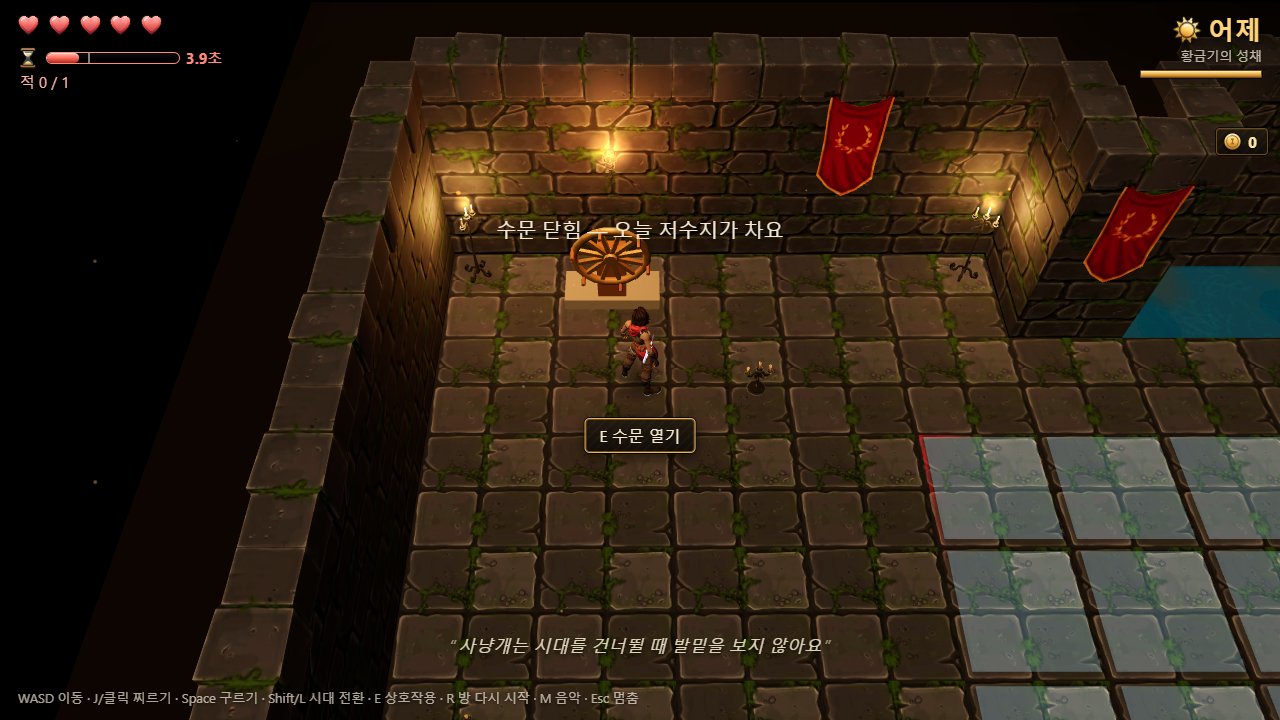 3.9초
적 0 / 1
어제
황금기의 성채
0
수문 닫힘 오늘 저수지가 차요
E 수문 열기
“사냥개는 시대를 건너뛸 때 발밑을 보지 않아요”
WASD 이동 · J/클릭 찌르기 · Space 구르기 · Shift/L 시대 전환 · E 상호작용 · R 방 다시 시작 · M 음악 · Esc 멈춤